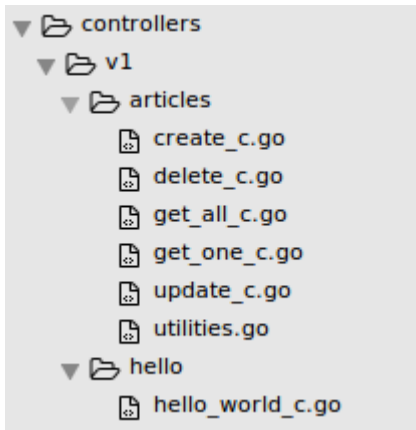 controllers
v1
articles
create_c.go
delete_c.go
get_all_c.go
get_one_c.go
update_c.go
utilities.go
hello
hello_world_c.go